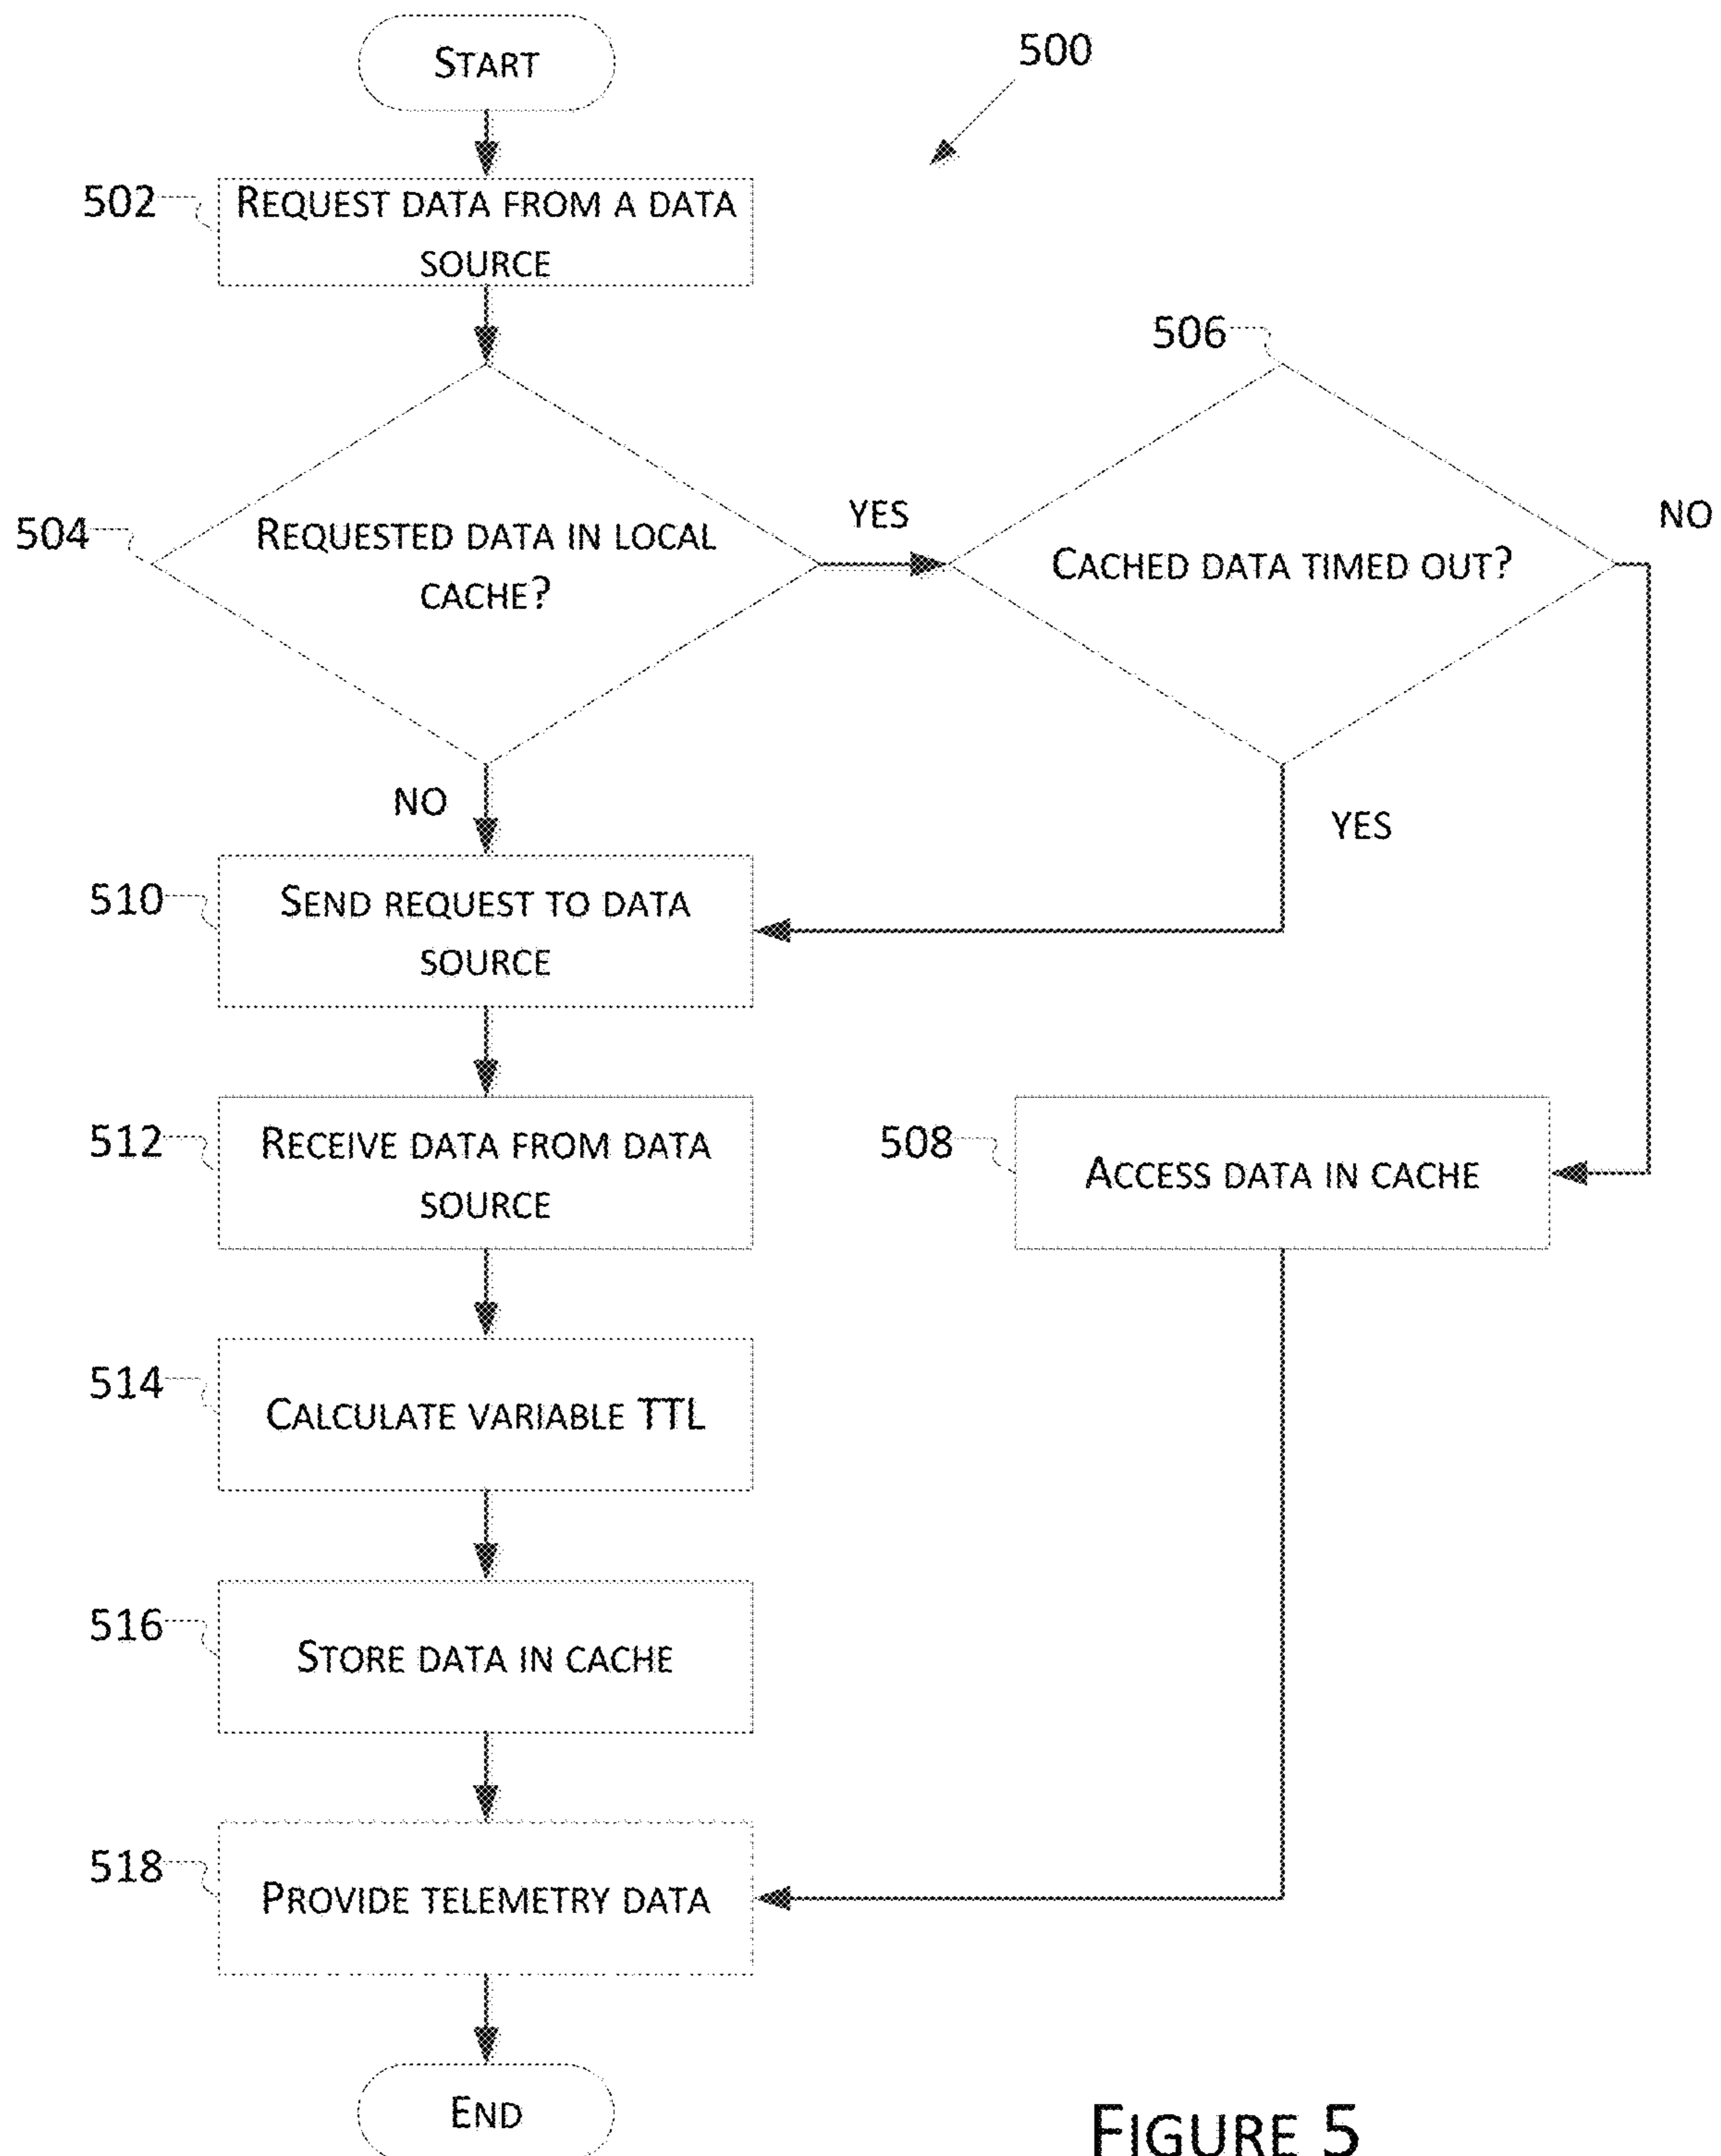 START
500
502
REQUEST DATA FROM A DATA
SOURCE
506
504
REQUESTED DATA IN LOCAL
CACHE?
YES
CACHED DATA TIMED OUT?
NO
NO
YES
510
SEND REQUEST TO DATA
SOURCE
512
RECEIVE DATA FROM DATA
SOURCE
508
ACCESS DATA IN CACHE
514
CALCULATE VARIABLE TTL
516
STORE DATA IN CACHE
518
PROVIDE TELEMETRY DATA
END
FIGURE 5